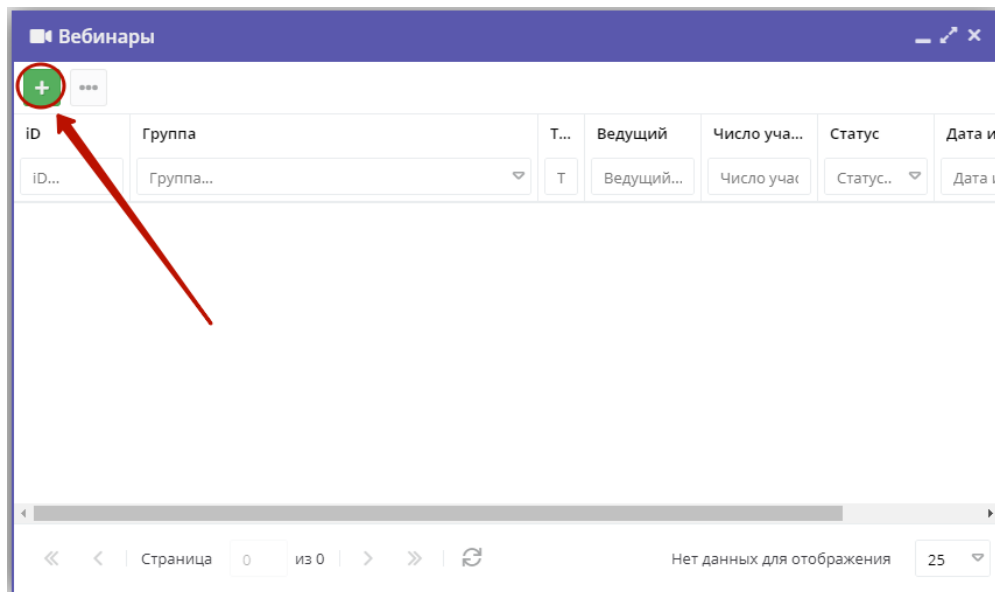 Вебинары
iD Группа Т... Ведущий Число уча... Статус Дата и
iD... Группа... Т Ведущий... Число учас Статус.. Дата и
Страница 0 из 0 Нет данных для отображения 25